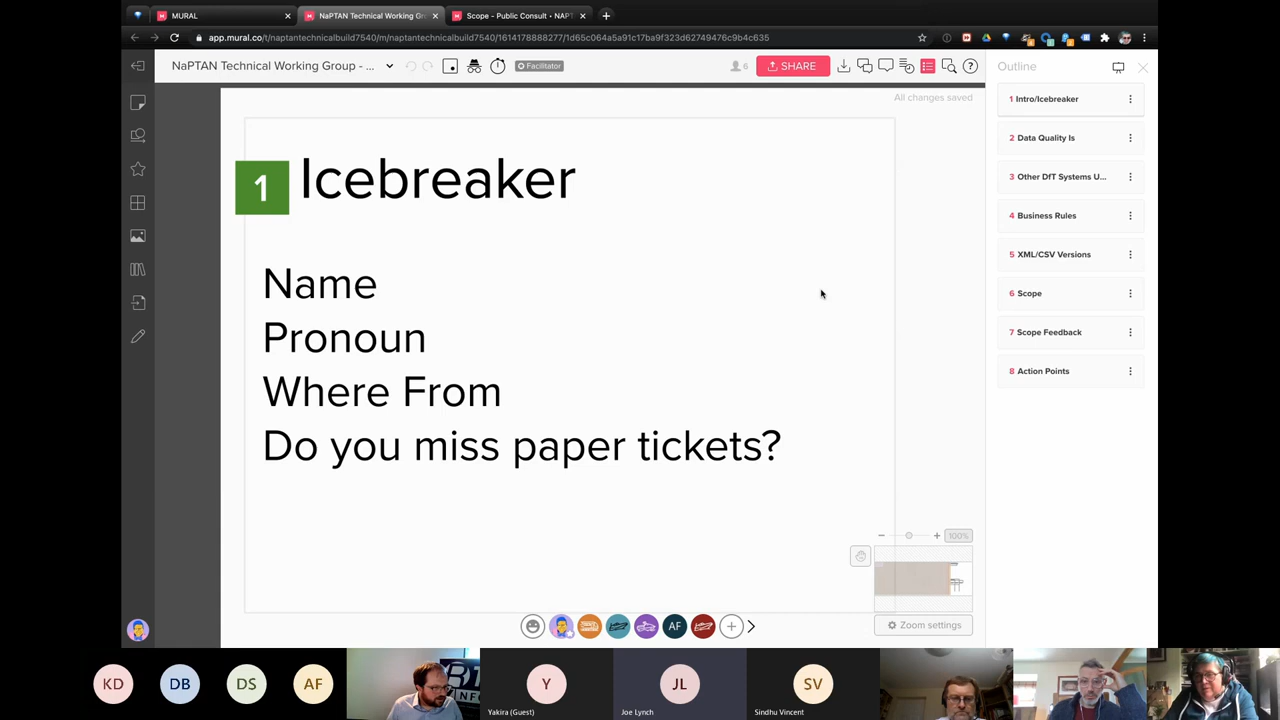 MURAL
NaPTAN Technical Working Gr
Scope - Public Consult • NAPT
app.mural.co/t/naptantechnicalbuild7540/m/naptantechnicalbuild7540/1614178888277/1d65c064a5a91c17ba9f323d62749476c9b4c635
NaPTAN Technical Working Group - ...
Facilitator
6
SHARE
Outline
All changes saved
1 Icebreaker
Name
Pronoun
Where From
Do you miss paper tickets?
1 Intro/Icebreaker
2 Data Quality Is
3 Other DfT Systems U...
4 Business Rules
5 XML/CSV Versions
6 Scope
7 Scope Feedback
8 Action Points
100%
Zoom settings
AF
KD
DB
DS
AF
Y
Yakira (Guest)
JL
Joe Lynch
SV
Sindhu Vincent